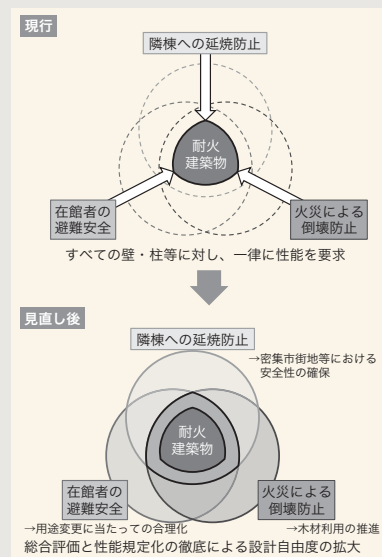 現行
隣棟への延焼防止
耐火
建築物
在館者の
避難安全
火災による
倒壊防止
すべての壁・柱等に対し、一律に性能を要求
見直し後
隣棟への延焼防止
→密集市街地等における
安全性の確保
耐火
建築物
在館者の
避難安全
火災による
倒壊防止
→用途変更に当たっての合理化
→木材利用の推進
総合評価と性能規定化の徹底による設計自由度の拡大